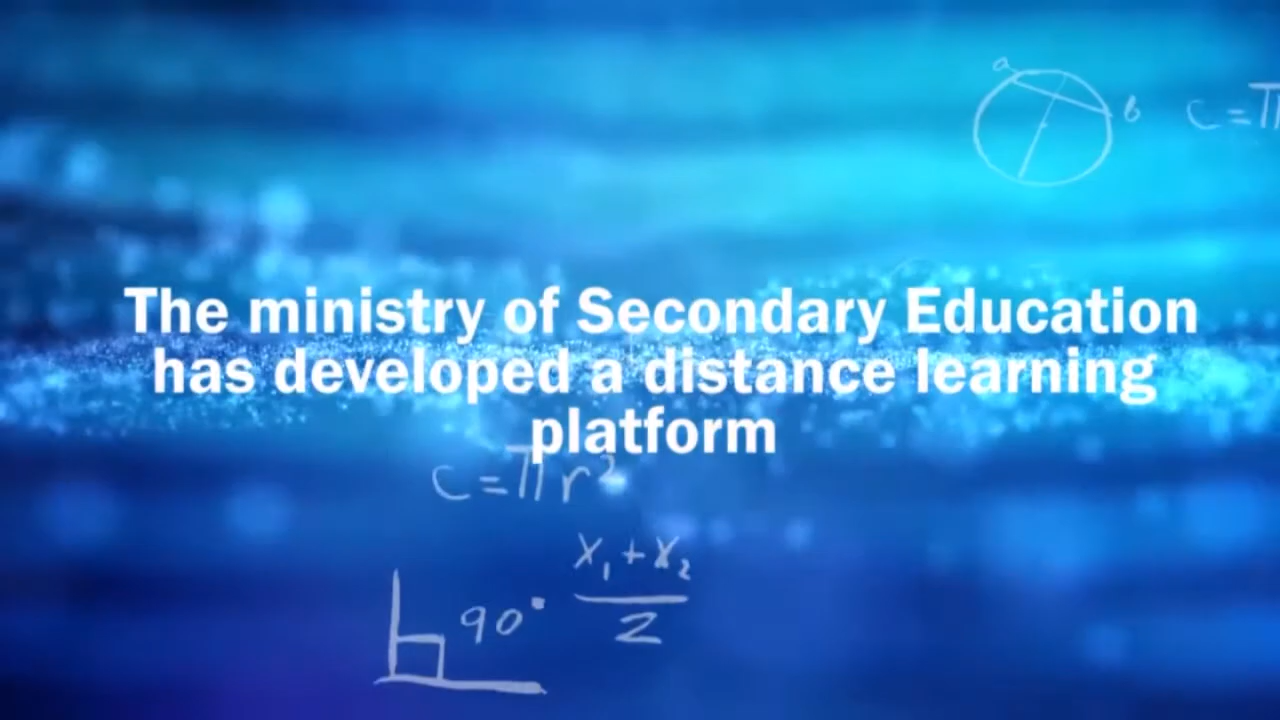 a
b
C=π
The ministry of Secondary Education
has developed a distance learning
platform
C=πr²
X₁+X₂
2
90°